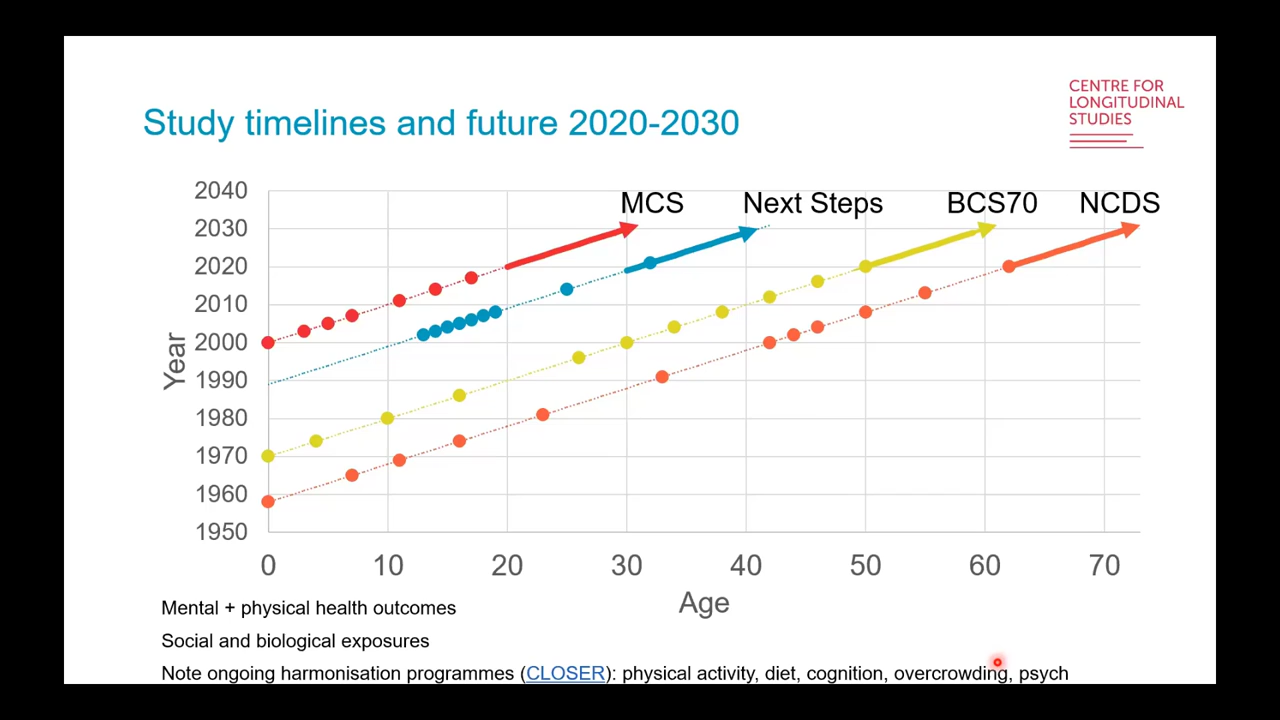 CENTRE FOR
LONGITUDINAL
STUDIES
Study timelines and future 2020-2030
MCS Next Steps BCS70 NCDS
2040
2030
2020
2010
2000
1990
1980
1970
1960
1950
Year
0 10 20 30 40 50 60 70
Age
Mental + physical health outcomes
Social and biological exposures
Note ongoing harmonisation programmes (CLOSER): physical activity, diet, cognition, overcrowding, psych